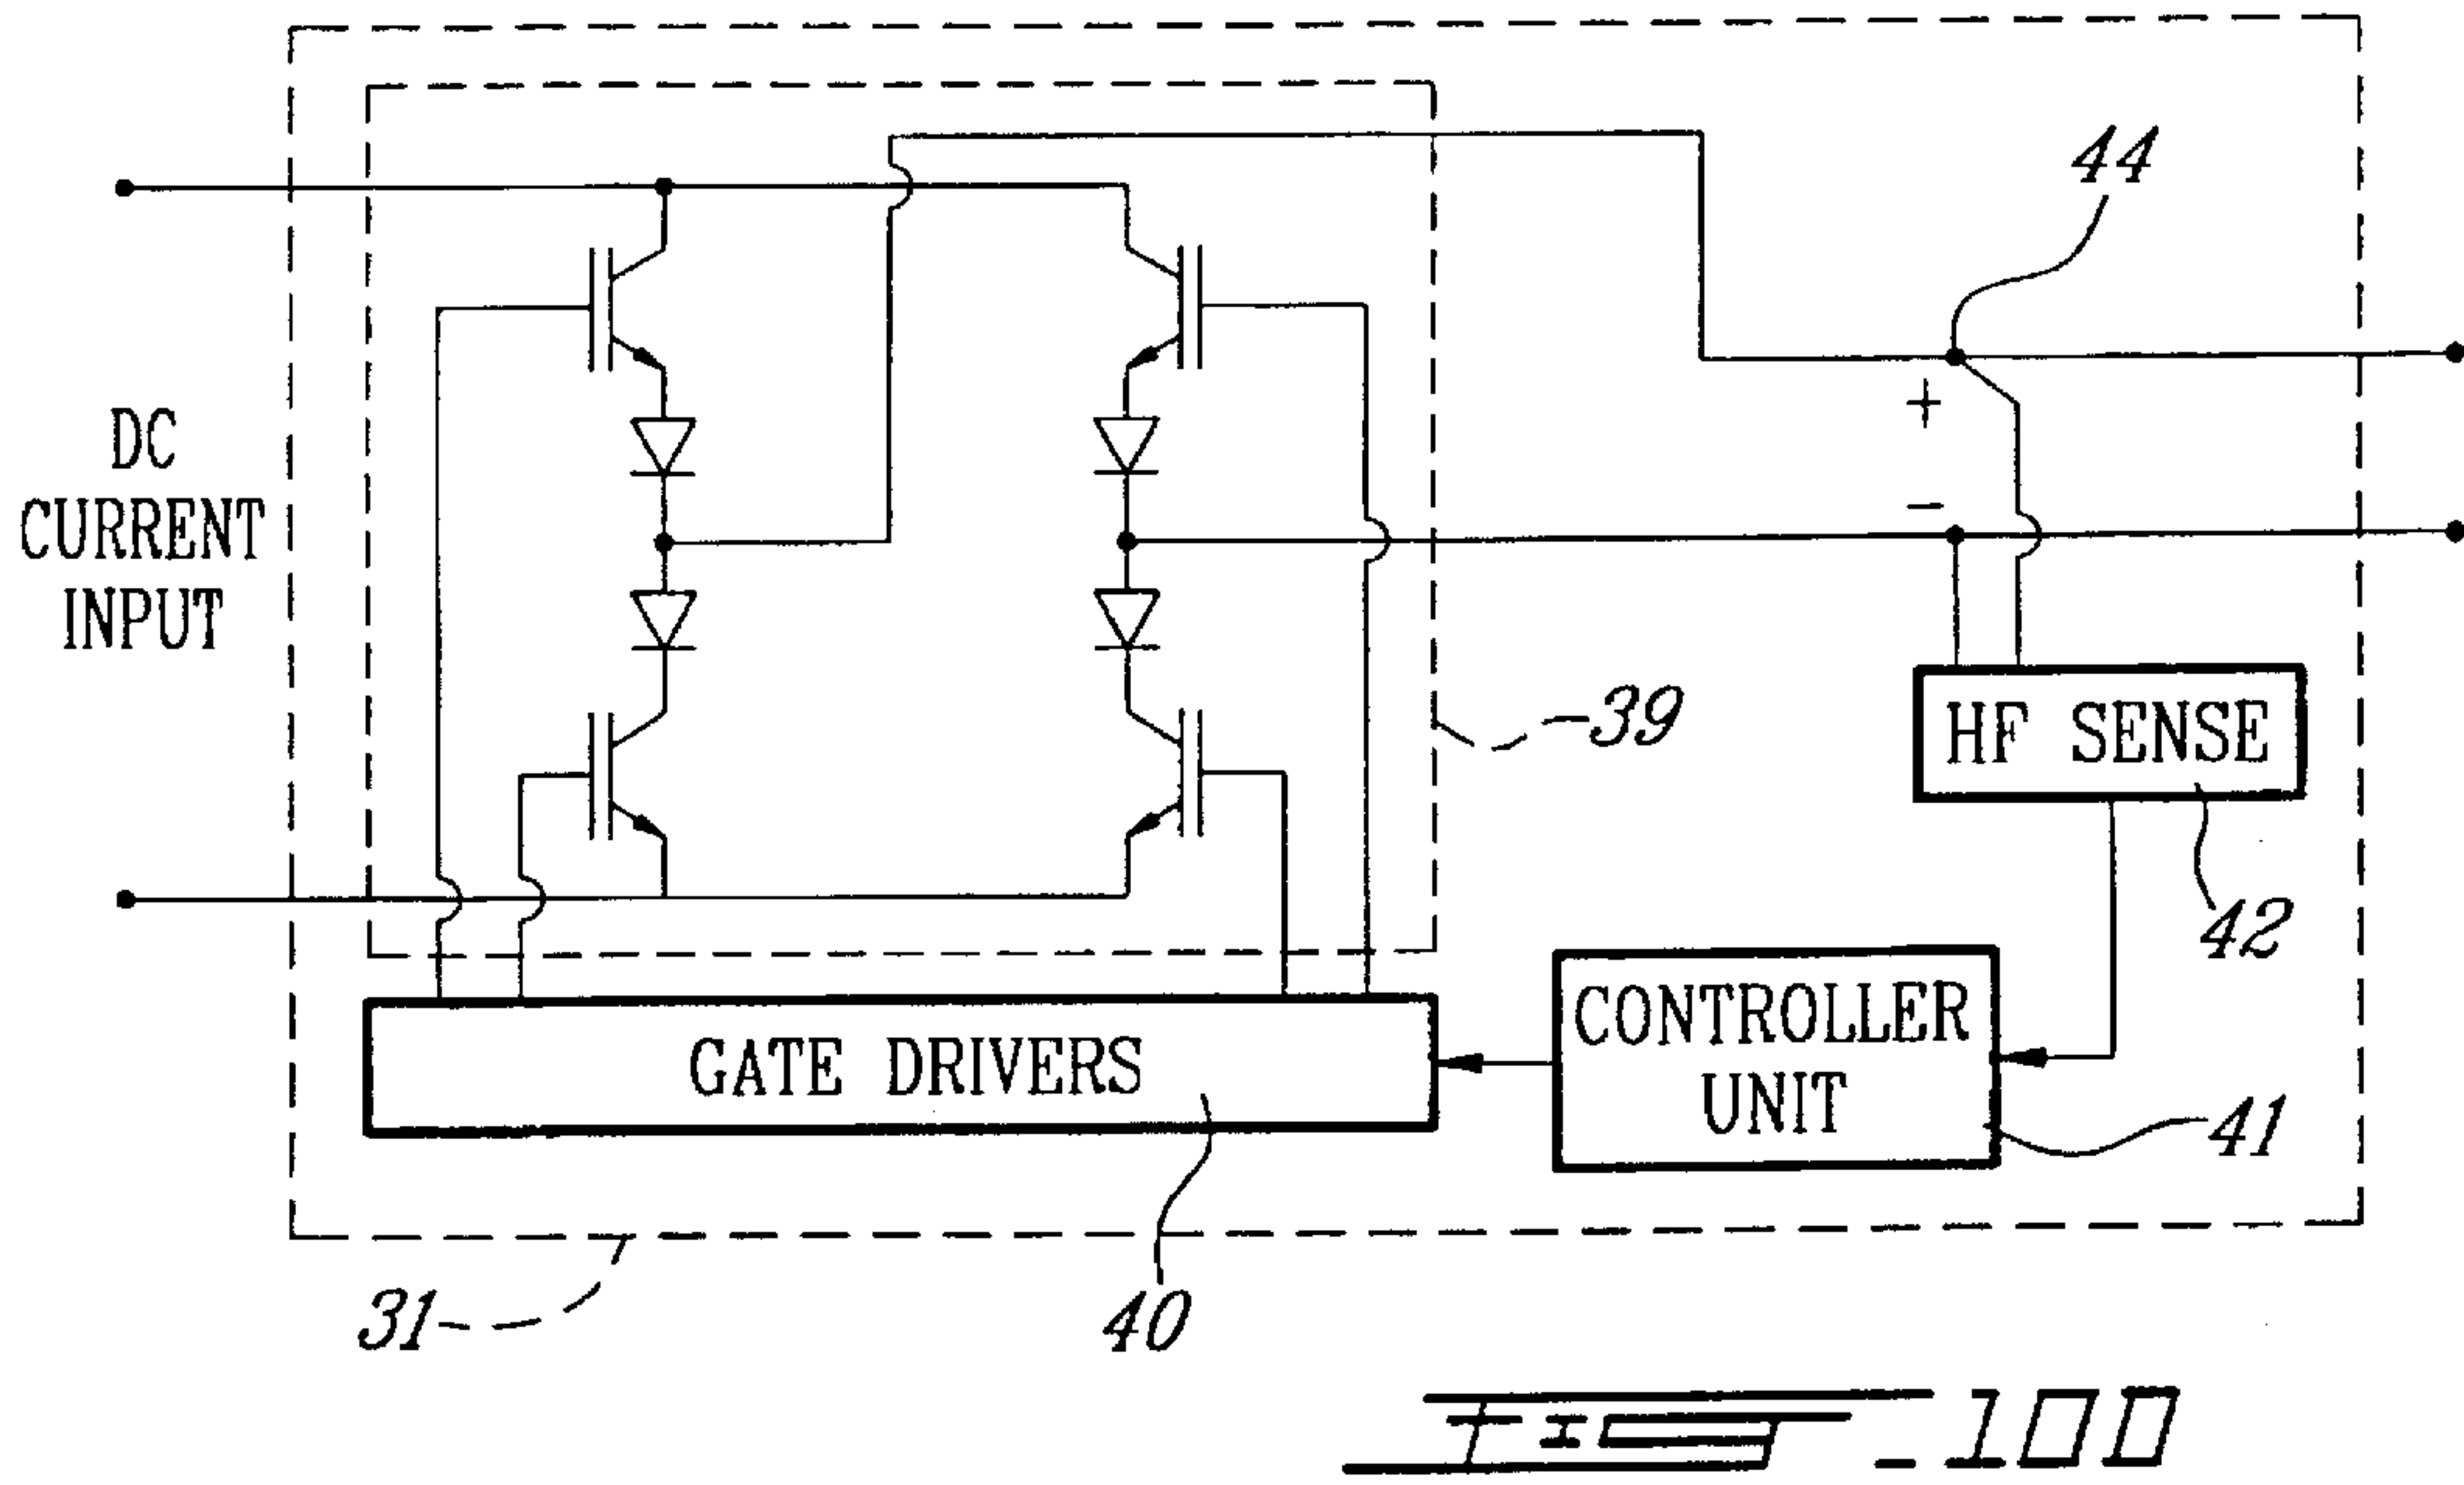 44
DC
CURRENT
INPUT
+
-
-39
HF SENSE
42
CONTROLLER
UNIT
GATE DRIVERS
41
31
40
FIG_10D